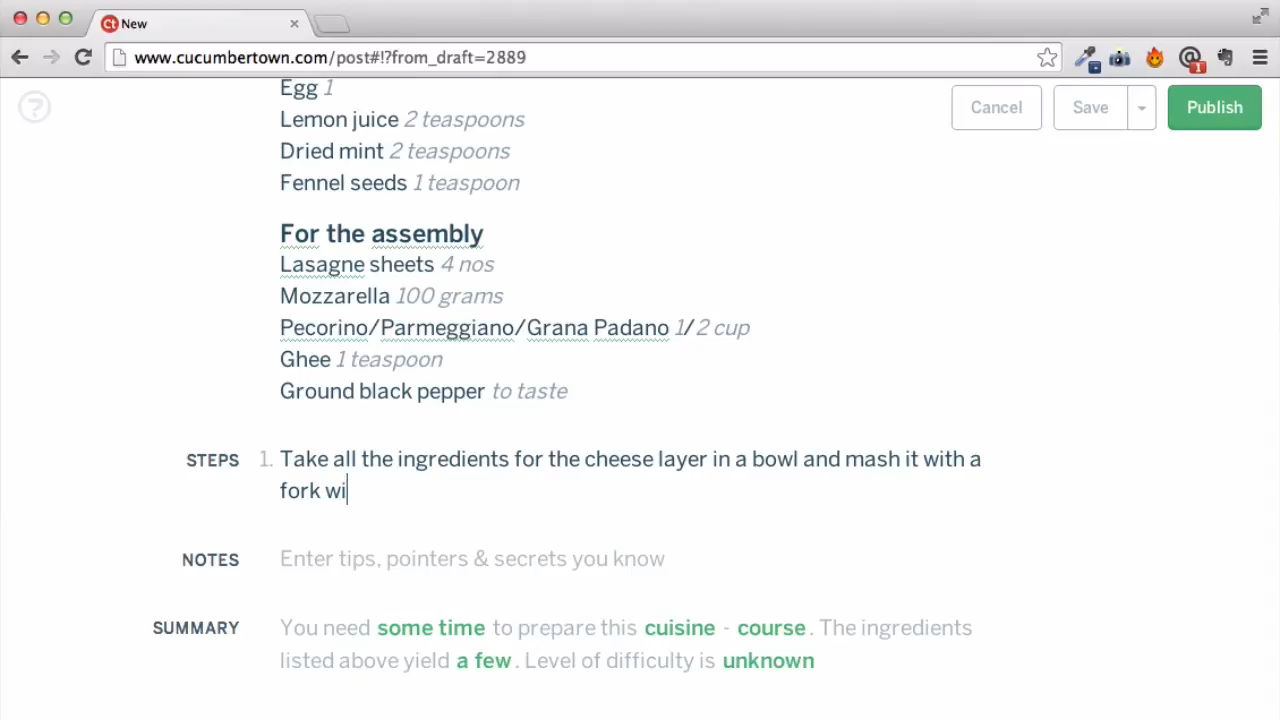 Ct New
www.cucumbertown.com/post#!?from_draft=2889
1
?
Egg 1
Cancel
Save
Publish
Lemon juice 2 teaspoons
Dried mint 2 teaspoons
Fennel seeds 1 teaspoon
For the assembly
Lasagne sheets 4 nos
Mozzarella 100 grams
Pecorino/Parmeggiano/Grana Padano 1/2 cup
Ghee 1 teaspoon
Ground black pepper to taste
STEPS 1. Take all the ingredients for the cheese layer in a bowl and mash it with a
fork wi
NOTES Enter tips, pointers & secrets you know
SUMMARY You need some time to prepare this cuisine - course. The ingredients
listed above yield a few. Level of difficulty is unknown